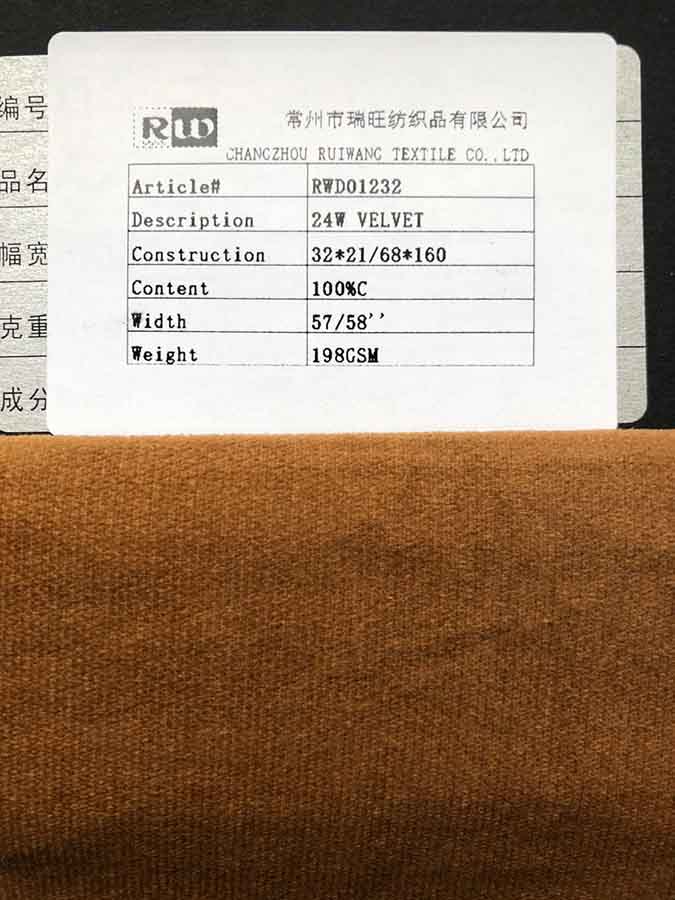 RW
常州市瑞旺纺织品有限公司
CHANGZHOU RUIWANG TEXTILE CO.,LTD
Article# RWD01232
Description 24W VELVET
Construction 32*21/68*160
Content 100%C
Width 57/58''
Weight 198GSM
编号
品名
幅宽
克重
成分